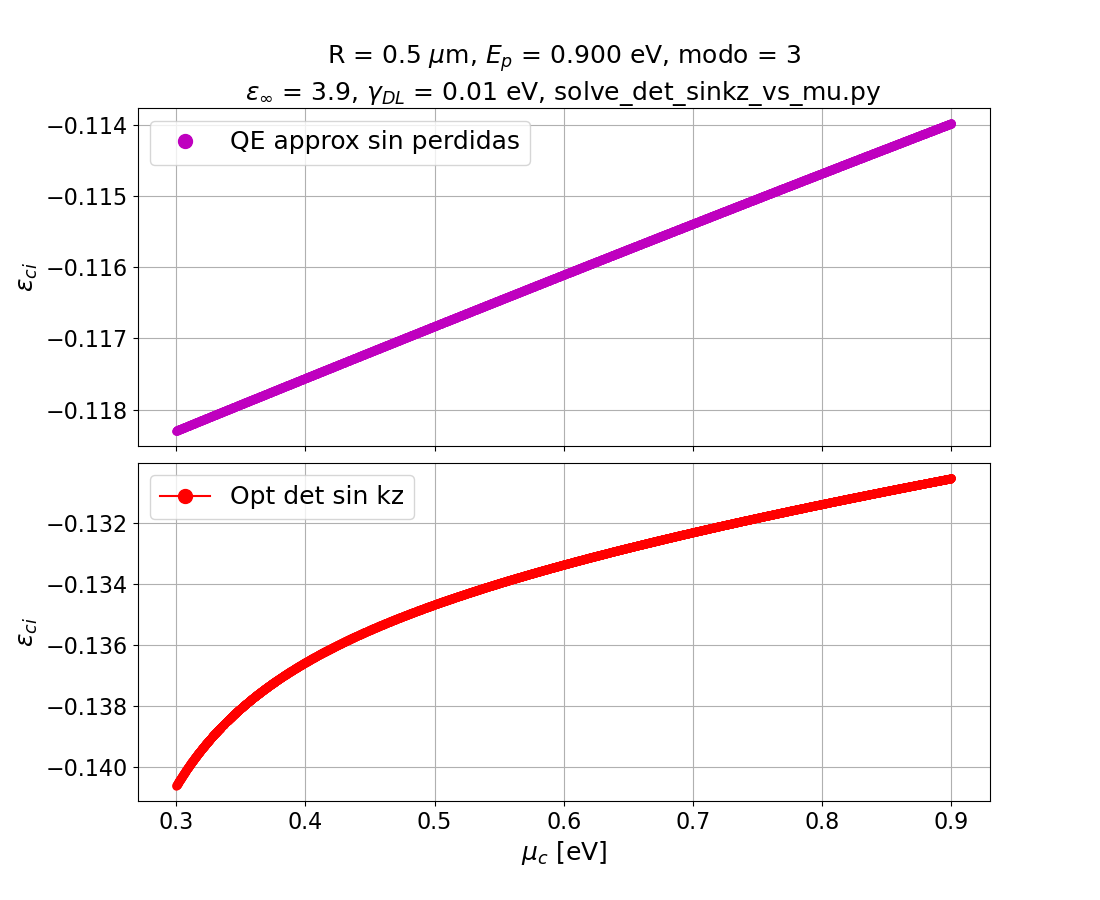 R = 0.5 μm, E_p = 0.900 eV, modo = 3
ε_∞ = 3.9, γ_DL = 0.01 eV, solve_det_sinkz_vs_mu.py
QE approx sin perdidas
−0.114
−0.115
−0.116
−0.117
−0.118
ε_ci
Opt det sin kz
−0.132
−0.134
−0.136
−0.138
−0.140
ε_ci
0.3 0.4 0.5 0.6 0.7 0.8 0.9
μ_c [eV]